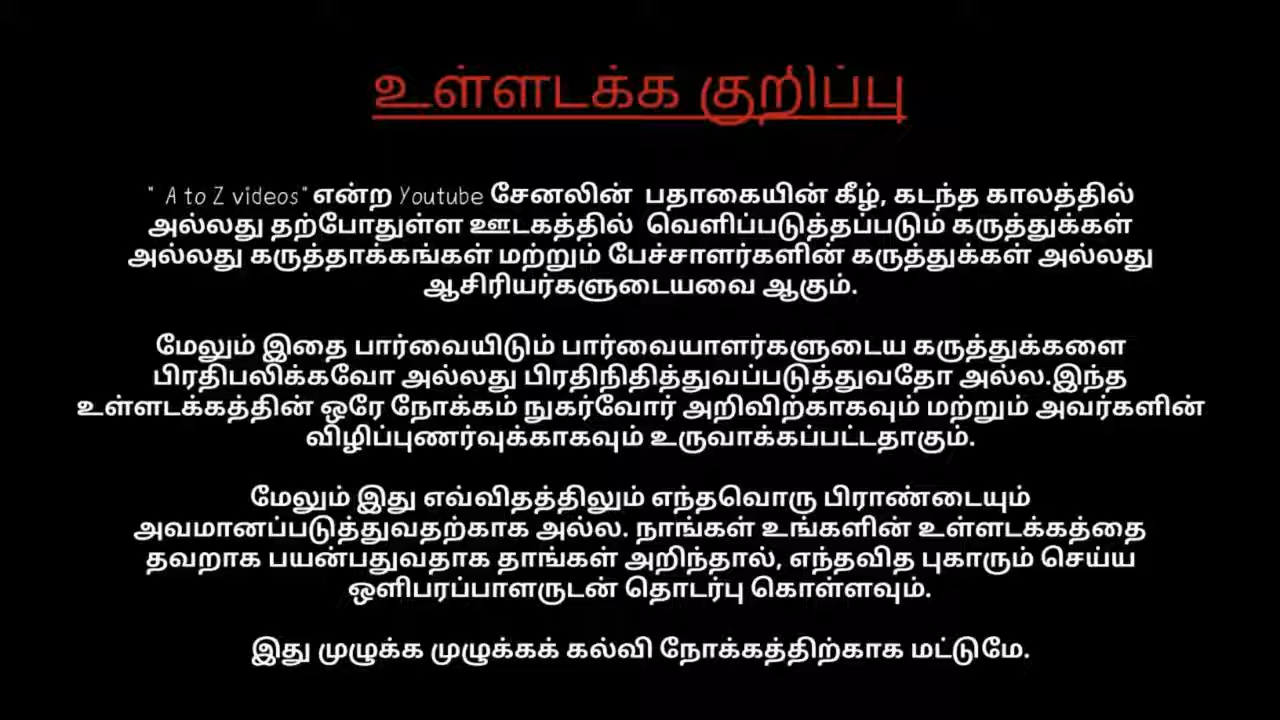 உள்ளடக்க குறிப்பு
" A to Z videos" என்ற Youtube சேனலின் பதாகையின் கீழ், கடந்த காலத்தில்
அல்லது தற்போதுள்ள ஊடகத்தில் வெளிப்படுத்தப்படும் கருத்துக்கள்
அல்லது கருத்தாக்கங்கள் மற்றும் பேச்சாளர்களின் கருத்துக்கள் அல்லது
ஆசிரியர்களுடையவை ஆகும்.
மேலும் இதை பார்வையிடும் பார்வையாளர்களுடைய கருத்துக்களை
பிரதிபலிக்கவோ அல்லது பிரதிநிதித்துவப்படுத்துவதோ அல்ல.இந்த
உள்ளடக்கத்தின் ஒரே நோக்கம் நுகர்வோர் அறிவிற்காகவும் மற்றும் அவர்களின்
விழிப்புணர்வுக்காகவும் உருவாக்கப்பட்டதாகும்.
மேலும் இது எவ்விதத்திலும் எந்தவொரு பிராண்டையும்
அவமானப்படுத்துவதற்காக அல்ல. நாங்கள் உங்களின் உள்ளடக்கத்தை
தவறாக பயன்பதுவதாக தாங்கள் அறிந்தால், எந்தவித புகாரும் செய்ய
ஒளிபரப்பாளருடன் தொடர்பு கொள்ளவும்.
இது முழுக்க முழுக்கக் கல்வி நோக்கத்திற்காக மட்டுமே.